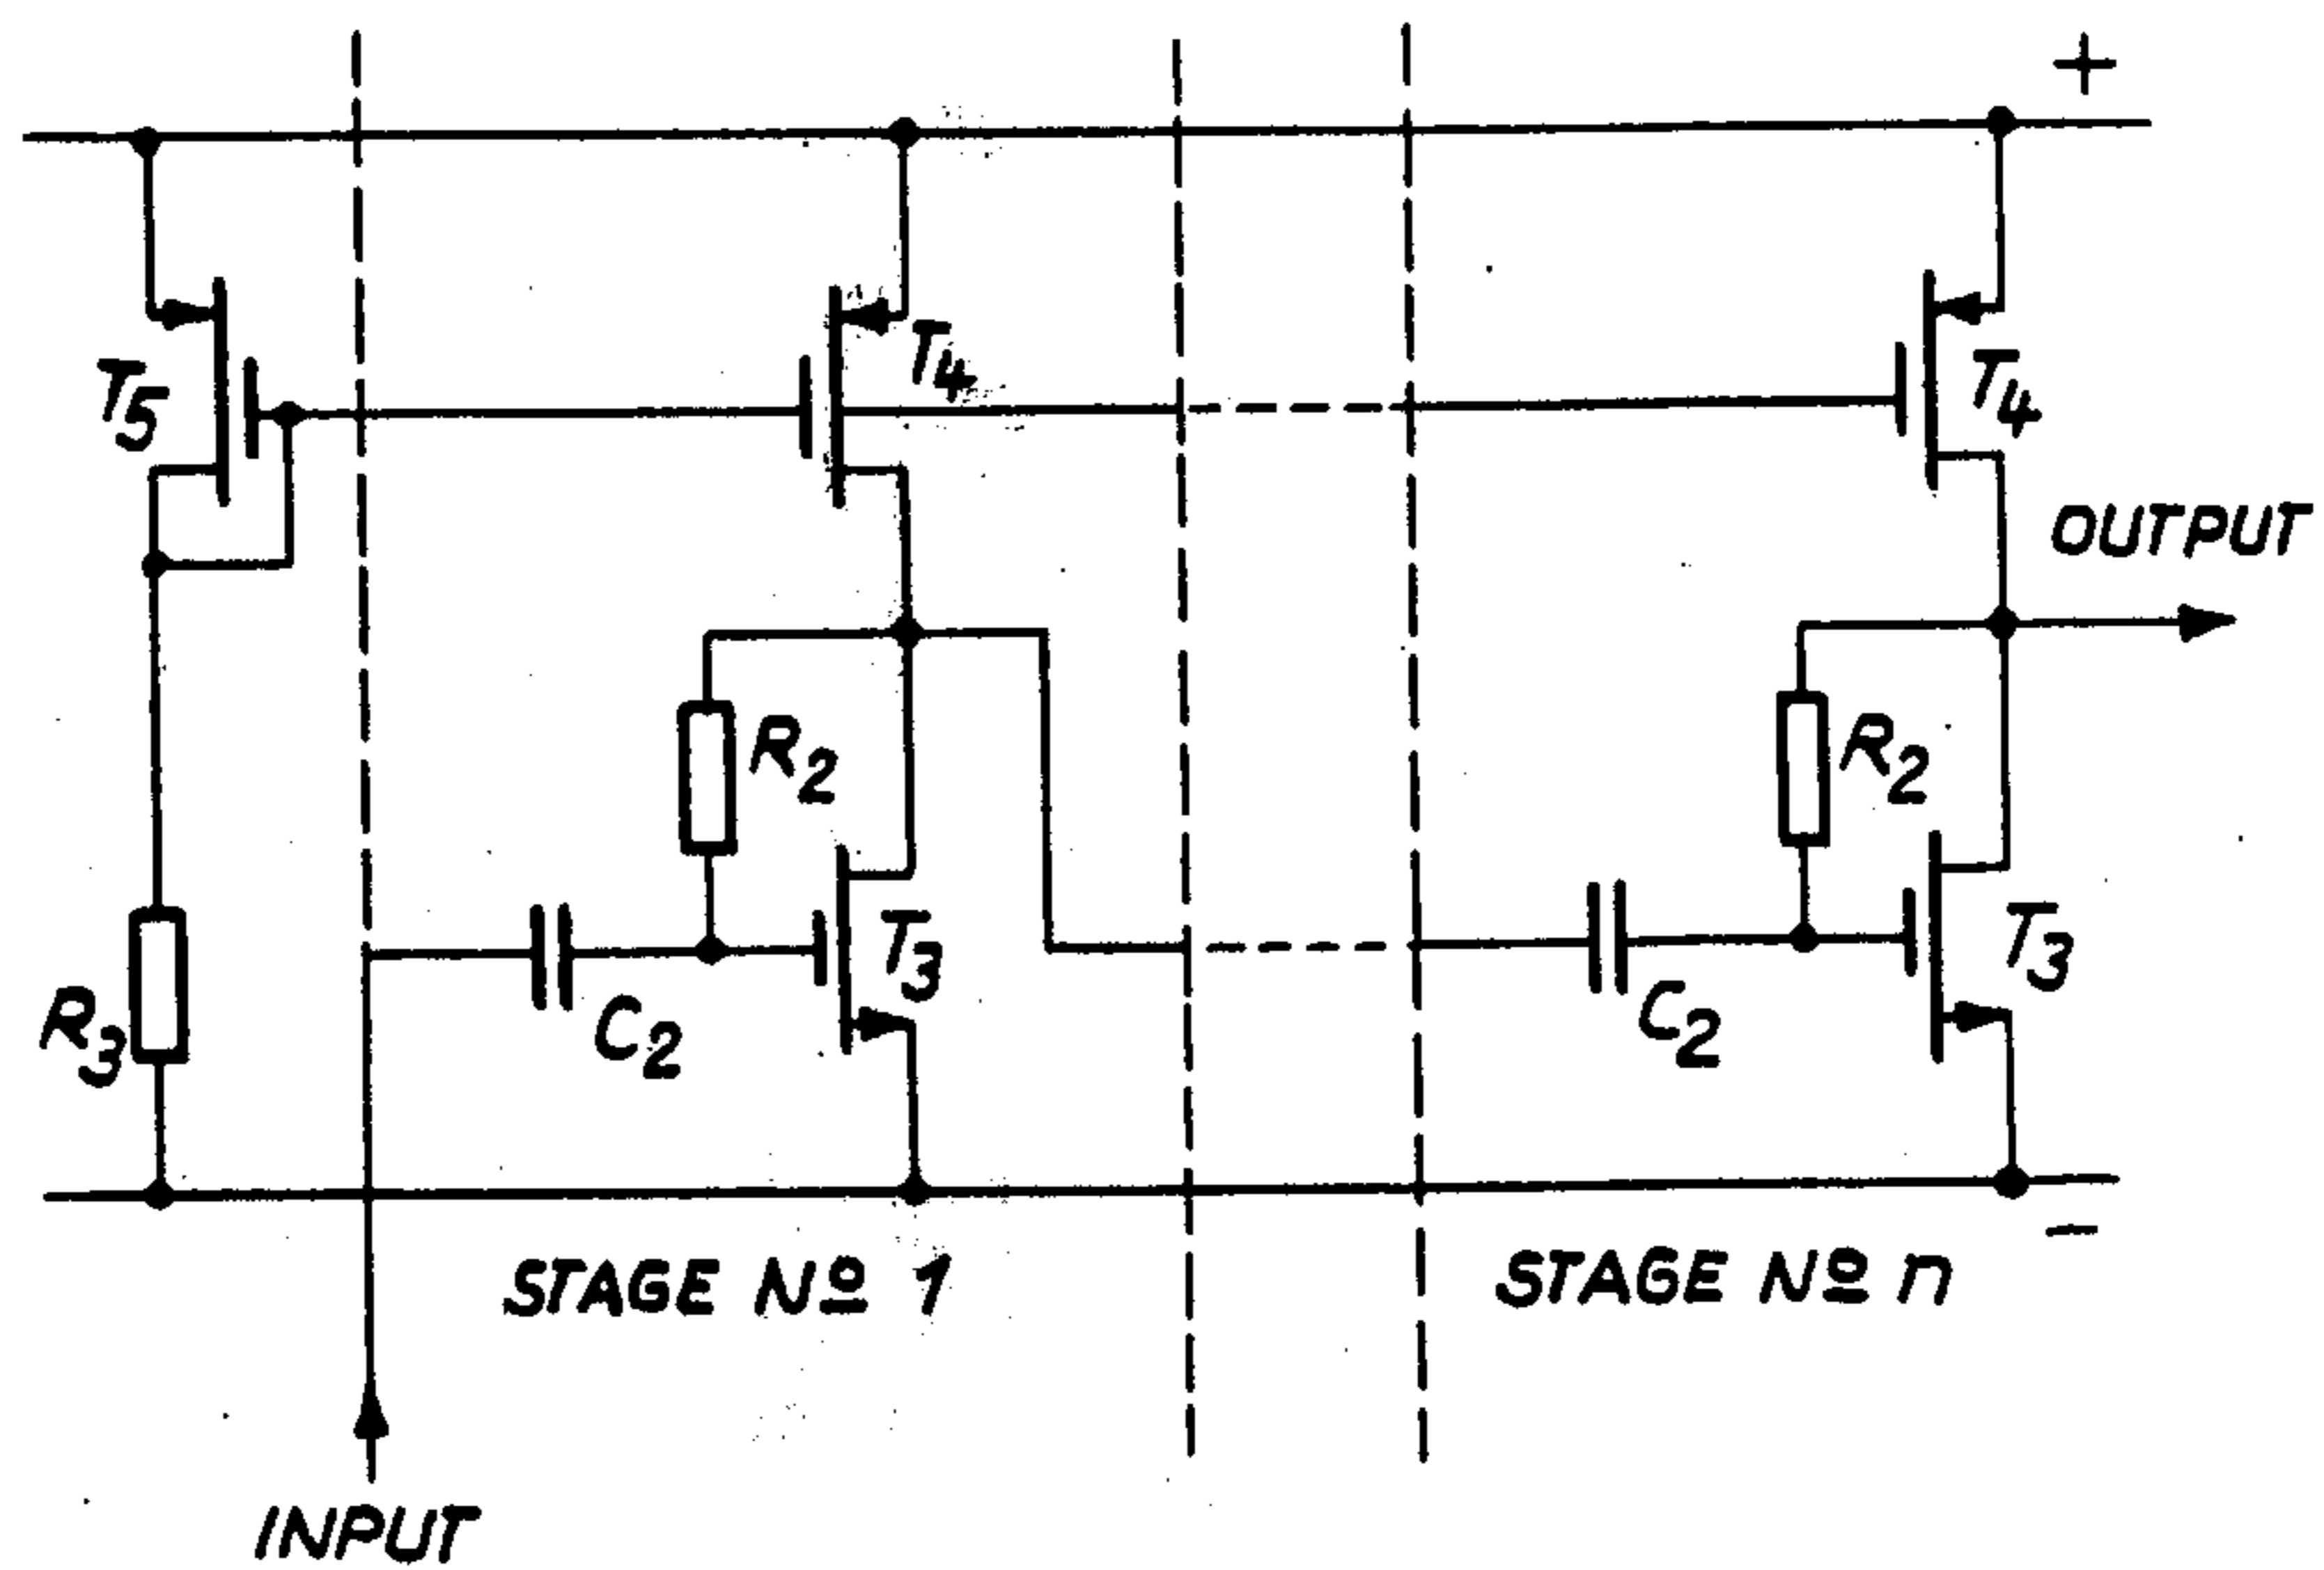 +
T5
T4
T4
OUTPUT
R2
R2
T3
T3
R3
C2
C2
−
STAGE Nº 1
STAGE Nº n
INPUT